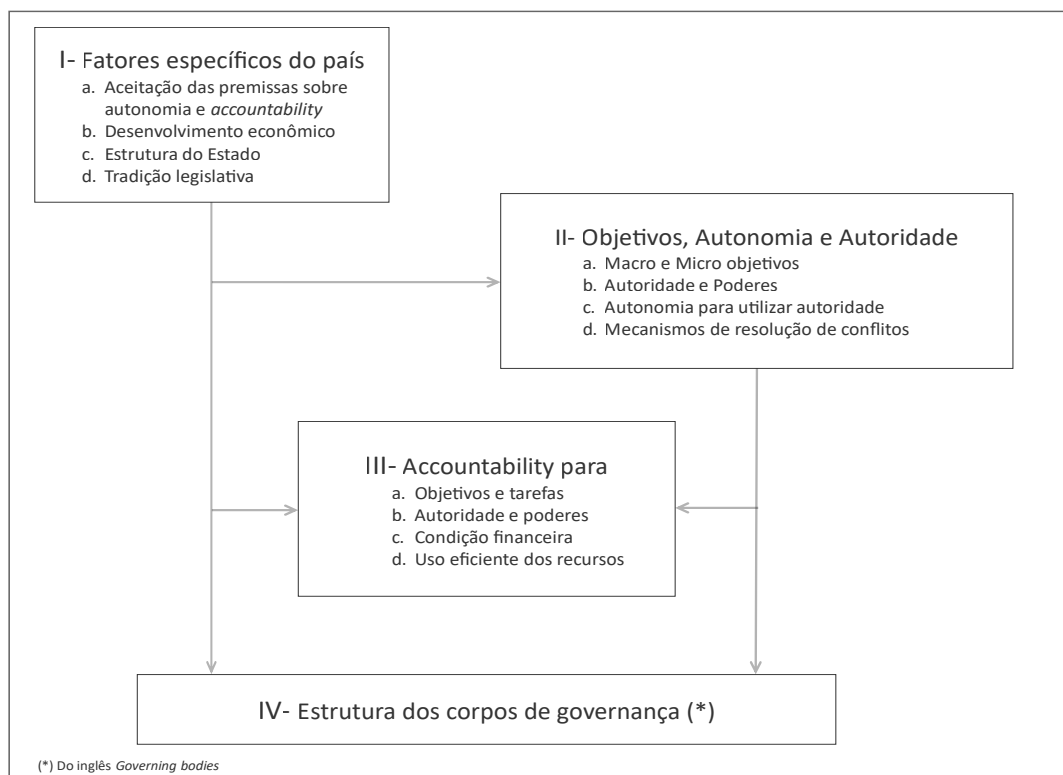 I- Fatores específicos do país
a. Aceitação das premissas sobre
autonomia e accountability
b. Desenvolvimento econômico
c. Estrutura do Estado
d. Tradição legislativa
II- Objetivos, Autonomia e Autoridade
a. Macro e Micro objetivos
b. Autoridade e Poderes
c. Autonomia para utilizar autoridade
d. Mecanismos de resolução de conflitos
III- Accountability para
a. Objetivos e tarefas
b. Autoridade e poderes
c. Condição financeira
d. Uso eficiente dos recursos
IV- Estrutura dos corpos de governança (*)
(*) Do inglês Governing bodies